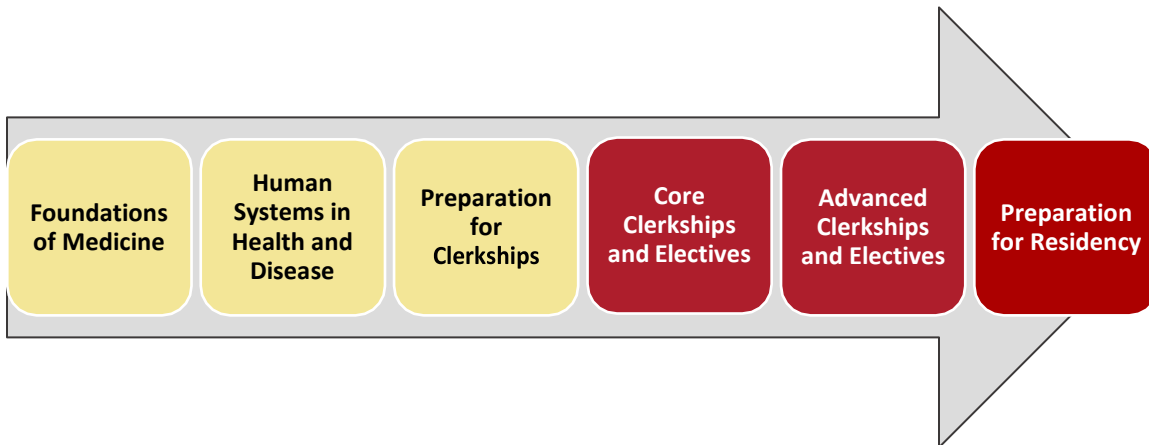 Foundations
of Medicine
Human
Systems in
Health and
Disease
Preparation
for
Clerkships
Core
Clerkships
and Electives
Advanced
Clerkships
and Electives
Preparation
for Residency